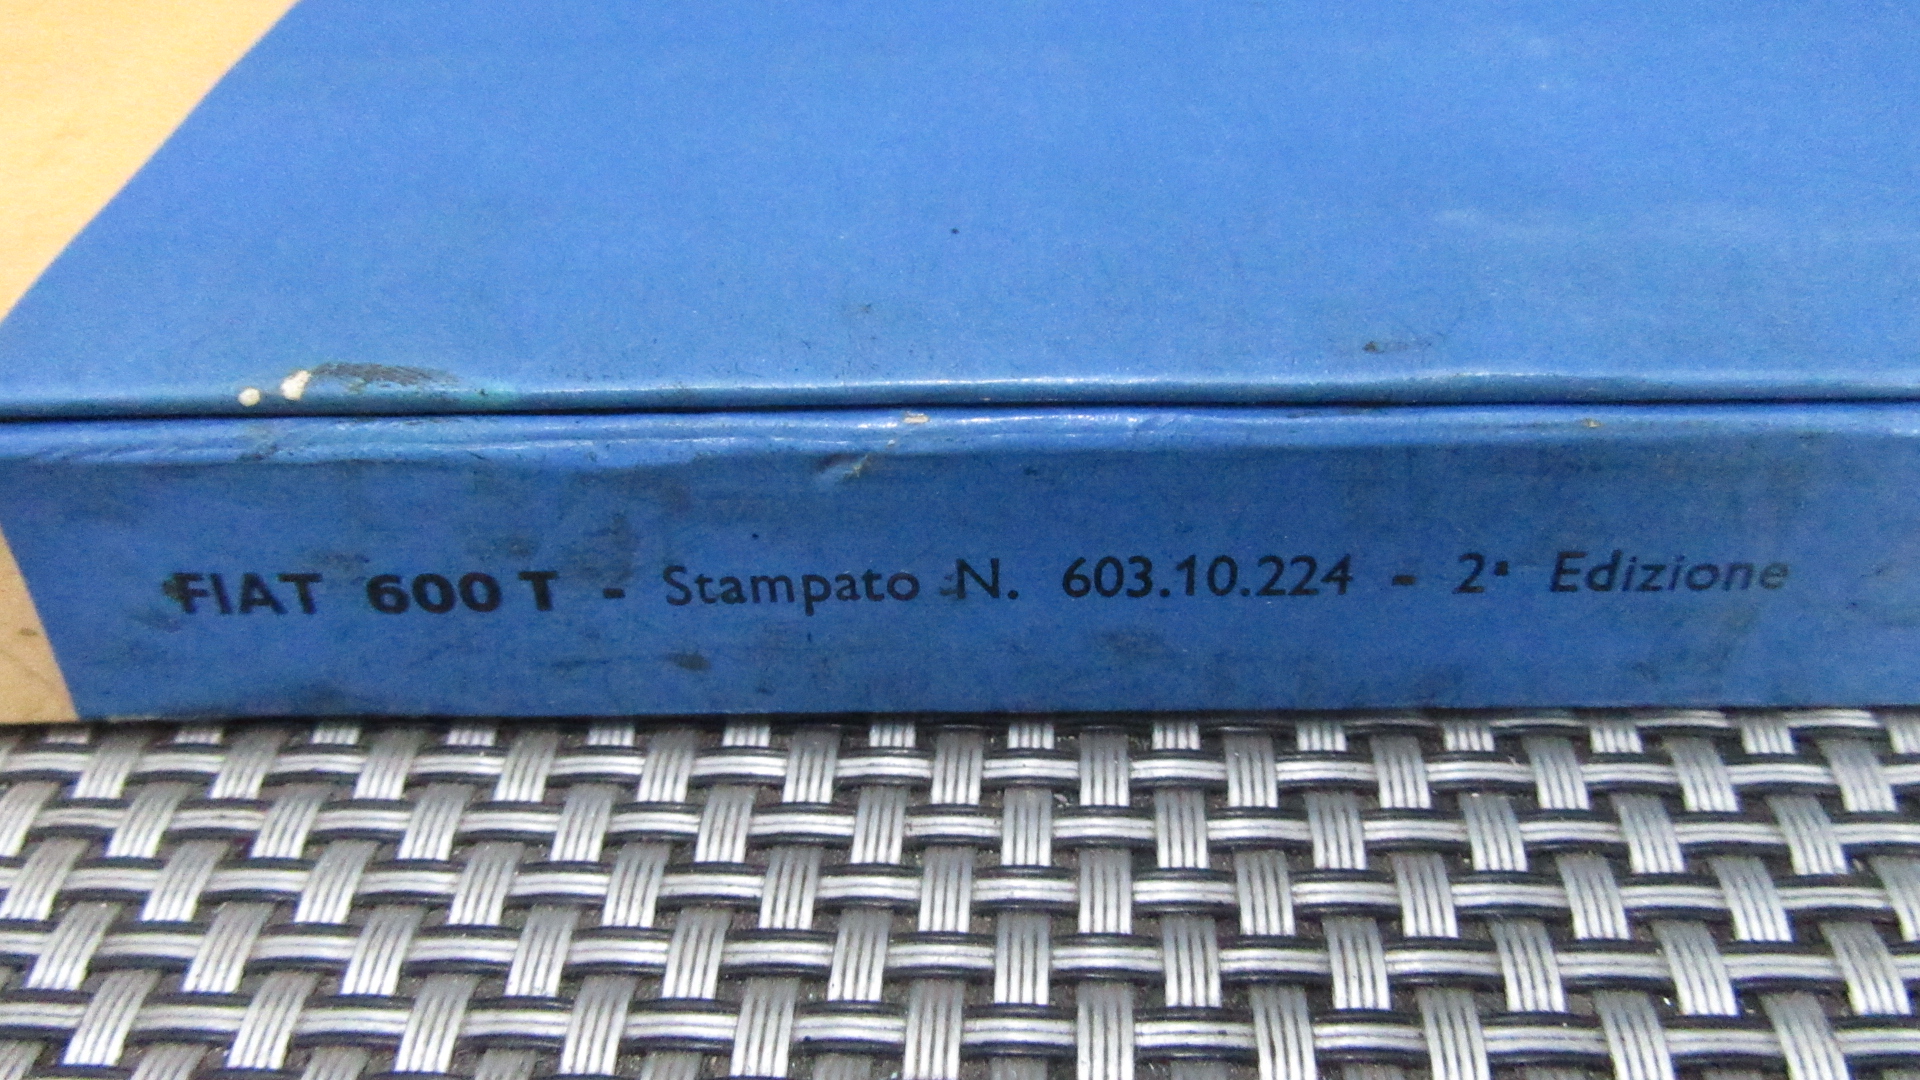 FIAT 600 T - Stampato N. 603.10.224 - 2ª Edizione